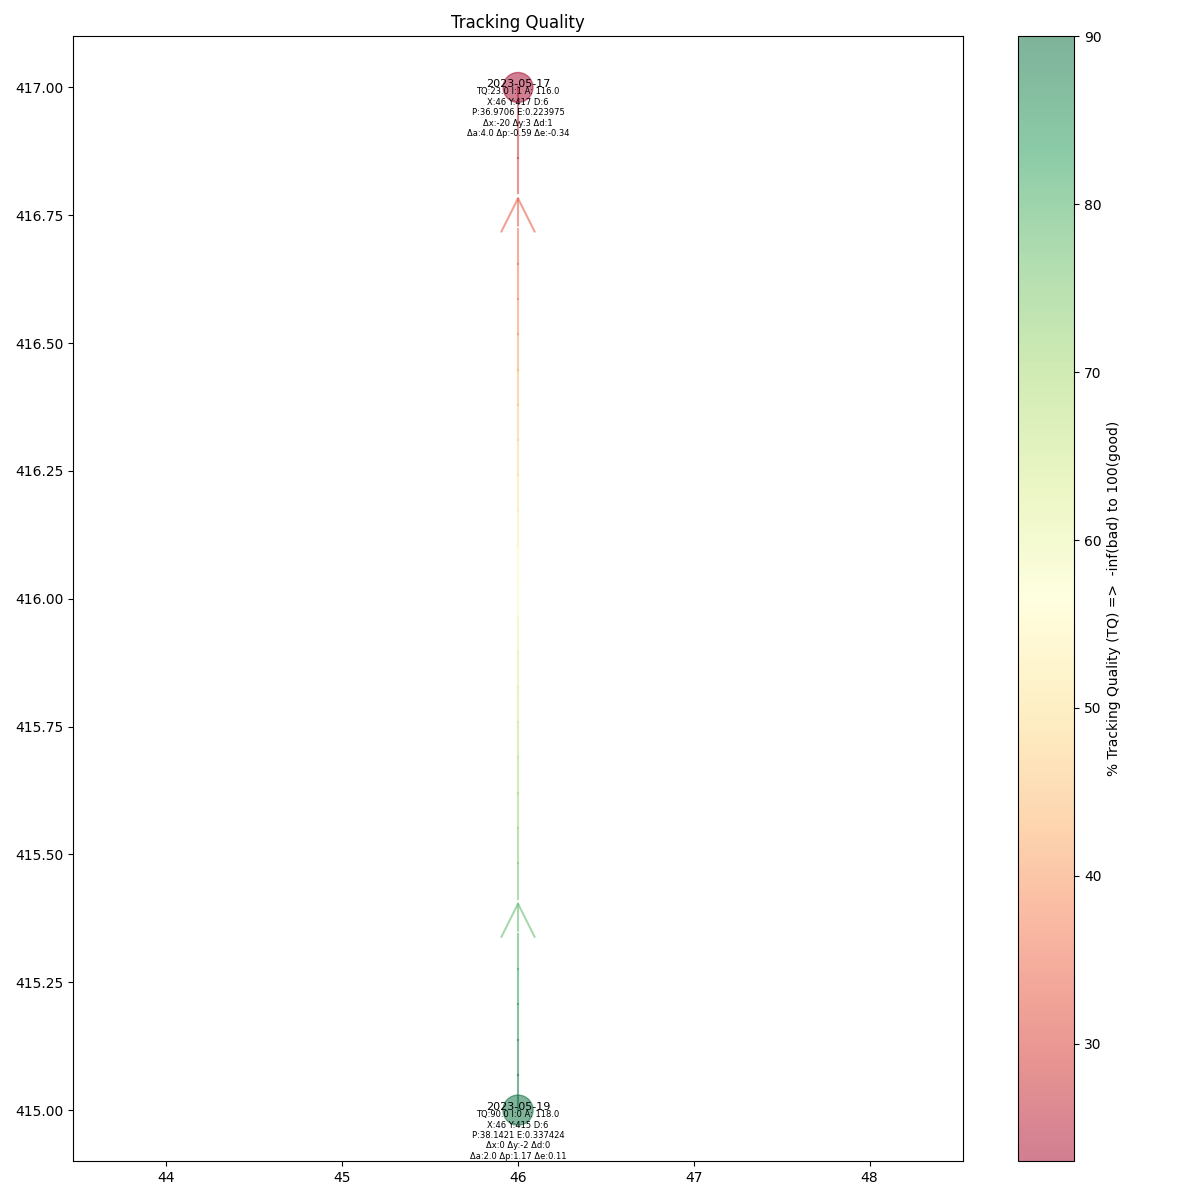 Tracking Quality
417.00
416.75
416.50
416.25
416.00
415.75
415.50
415.25
415.00
44
45
46
47
48
2023-05-17
TQ:23.0 I:1 A: 116.0
X:46 Y:417 D:6
P:36.9706 E:0.223975
Δx:-20 Δy:3 Δd:1
Δa:4.0 Δp:-0.59 Δe:-0.34
2023-05-19
TQ:90.0 I:0 A: 118.0
X:46 Y:415 D:6
P:38.1421 E:0.337424
Δx:0 Δy:-2 Δd:0
Δa:2.0 Δp:1.17 Δe:0.11
90
80
70
60
50
40
30
% Tracking Quality (TQ) => -inf(bad) to 100(good)